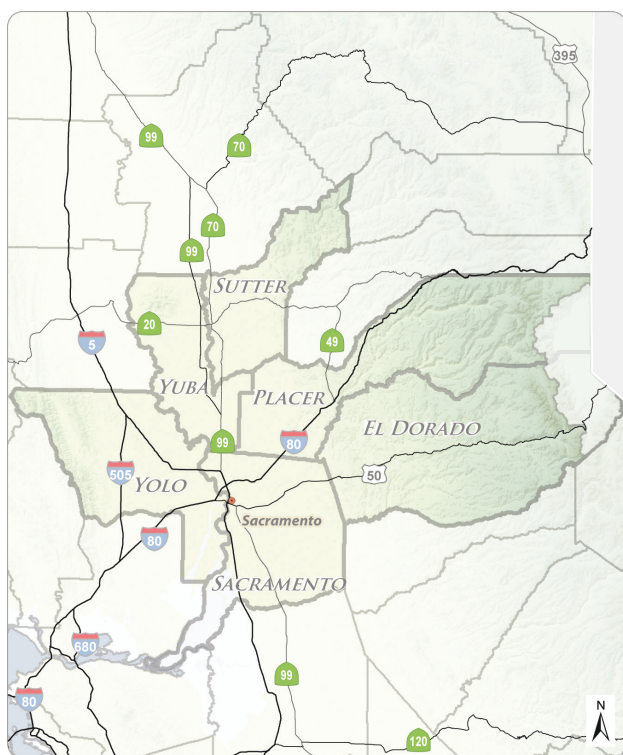 395
99
70
70
99
SUTTER
20
49
5
YUBA
PLACER
EL DORADO
99
80
505
YOLO
50
Sacramento
80
SACRAMENTO
680
99
80
N
120